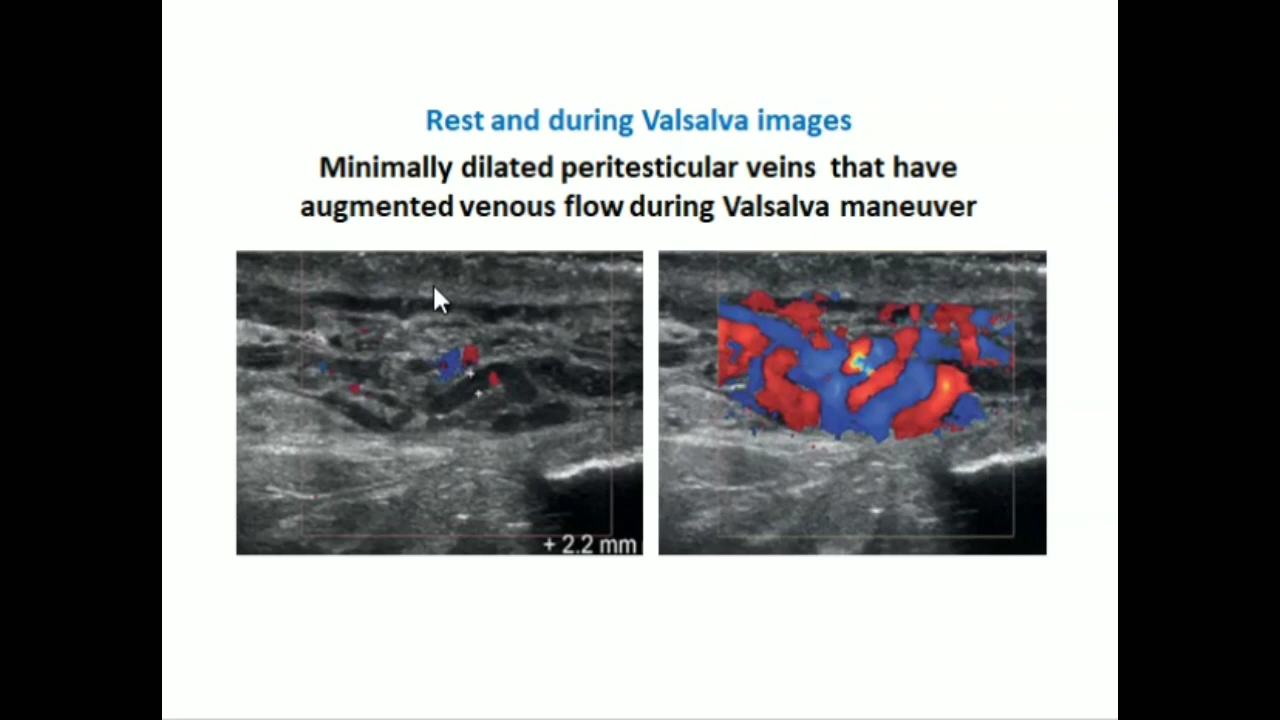 Rest and during Valsalva images
Minimally dilated peritesticular veins that have
augmented venous flow during Valsalva maneuver
+ 2.2 mm